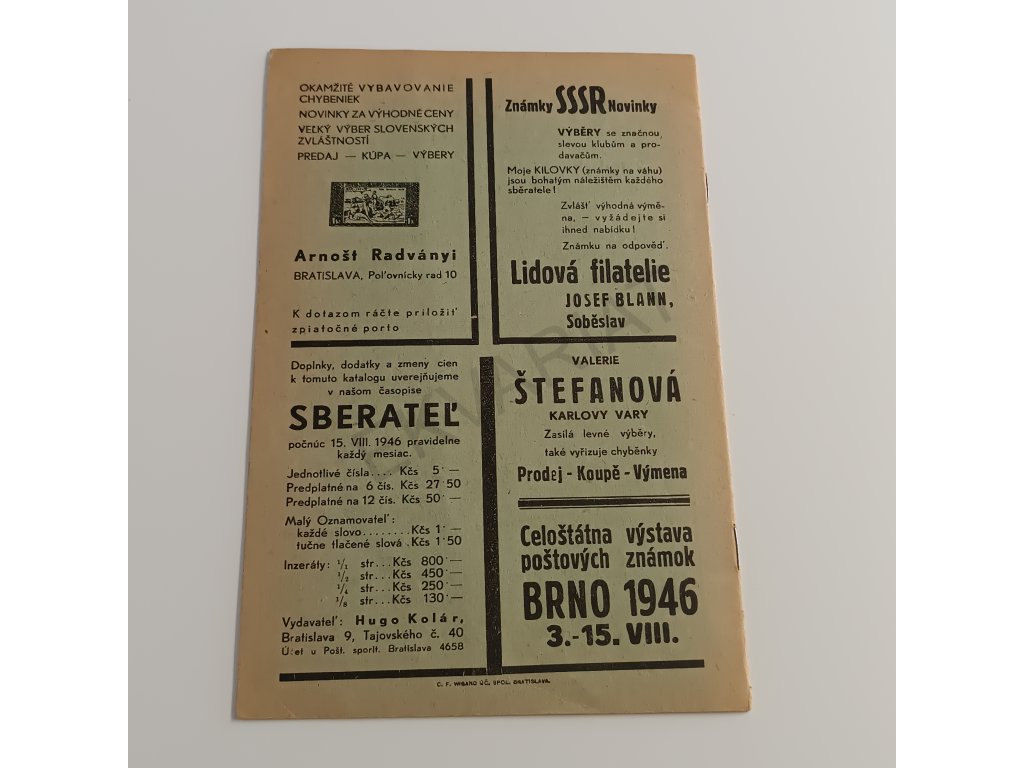 OKAMŽITÉ VYBAVOVANIE
CHYBENIEK
NOVINKY ZA VÝHODNÉ CENY
VEĽKÝ VÝBER SLOVENSKÝCH
ZVLÁŠTNOSTÍ
PREDAJ — KÚPA — VÝBERY
Arnošt Radványi
BRATISLAVA, Poľovnícky rad 10
K dotazom ráčte priložiť
zpiatočné porto
Známky SSSR Novinky
VÝBĚRY se značnou
slevou klubům a pro-
davačům.
Moje KILOVKY (známky na váhu)
jsou bohatým náležištěm každého
sběratele!
Zvlášť výhodná výmě-
na, – vyžádejte si
ihned nabídku!
Známku na odpověď.
Lidová filatelie
JOSEF BLANN,
Soběslav
Doplnky, dodatky a zmeny cien
k tomuto katalogu uverejňujeme
v našom časopise
SBERATEĽ
počnúc 15. VIII. 1946 pravidelne
každý mesiac.
Jednotlivé čísla.... Kčs 5·—
Predplatné na 6 čís. Kčs 27·50
Predplatné na 12 čís. Kčs 50·—
Malý Oznamovateľ:
každé slovo........Kčs 1·—
tučne tlačené slová . Kčs 1·50
Inzeráty: 1/1 str...Kčs 800·—
1/2 str...Kčs 450·—
1/4 str...Kčs 250·—
1/8 str...Kčs 130·—
Vydavateľ: Hugo Kolár,
Bratislava 9, Tajovského č. 40
Účet u Pošt. sporit. Bratislava 4658
VALERIE
ŠTEFANOVÁ
KARLOVY VARY
Zasílá levné výběry,
také vyřizuje chyběnky
Prodej - Koupě - Výmena
Celoštátna výstava
poštových známok
BRNO 1946
3.-15. VIII.
C. F. WIGAND ÚČ. SPOL. BRATISLAVA.